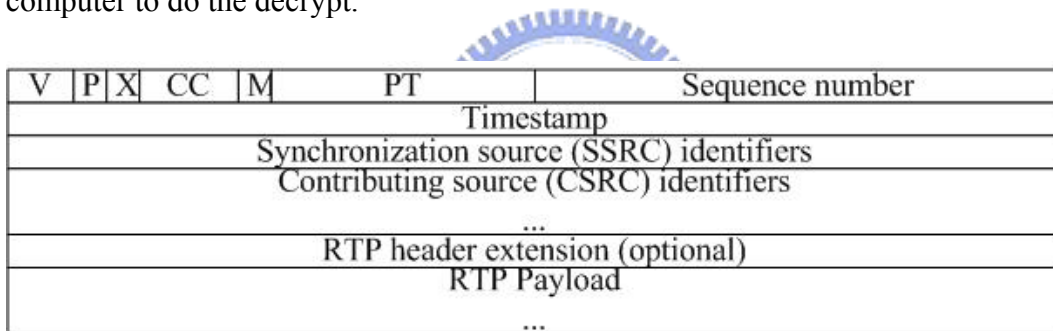 computer to do the decrypt.
V P X CC M PT Sequence number
Timestamp
Synchronization source (SSRC) identifiers
Contributing source (CSRC) identifiers
...
RTP header extension (optional)
RTP Payload
...